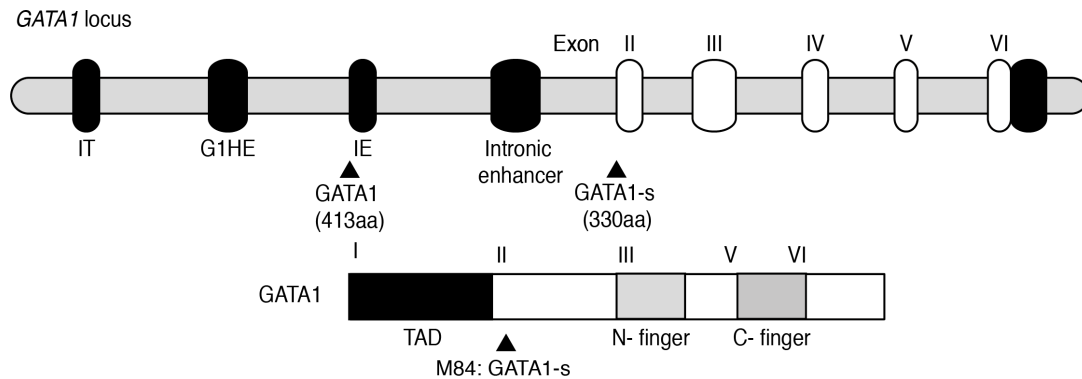 GATA1 locus
Exon II III IV V VI
IT G1HE IE Intronic
enhancer
GATA1 GATA1-s
(413aa) (330aa)
I II III V VI
GATA1
TAD N- finger C- finger
M84: GATA1-s